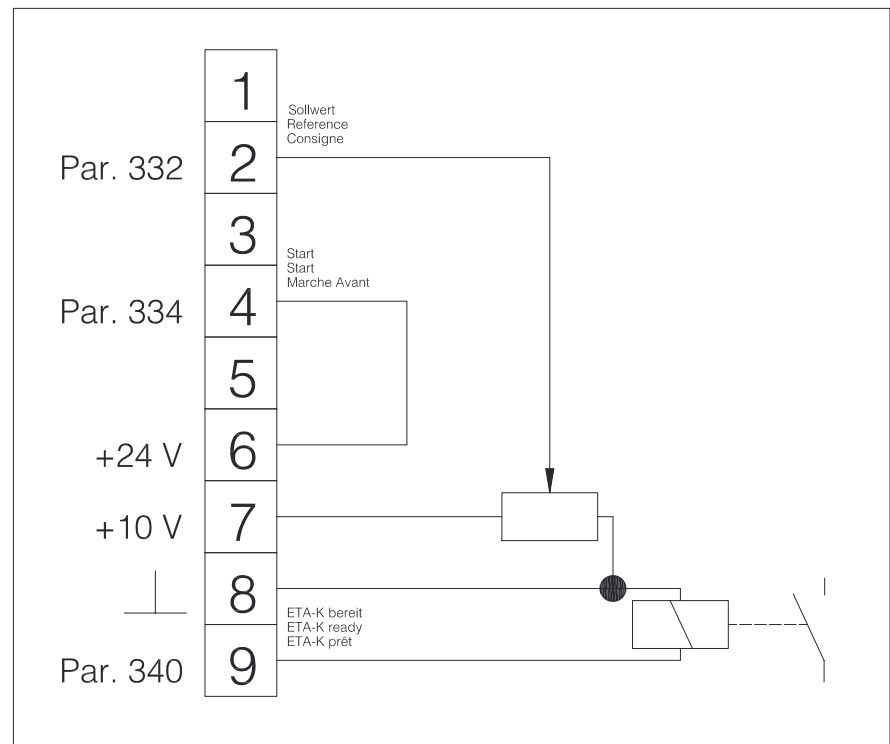 1
Sollwert
Reference
Consigne
Par. 332
2
3
Start
Start
Marche Avant
Par. 334
4
5
+24 V
6
+10 V
7
8
ETA-K bereit
ETA-K ready
ETA-K prêt
Par. 340
9